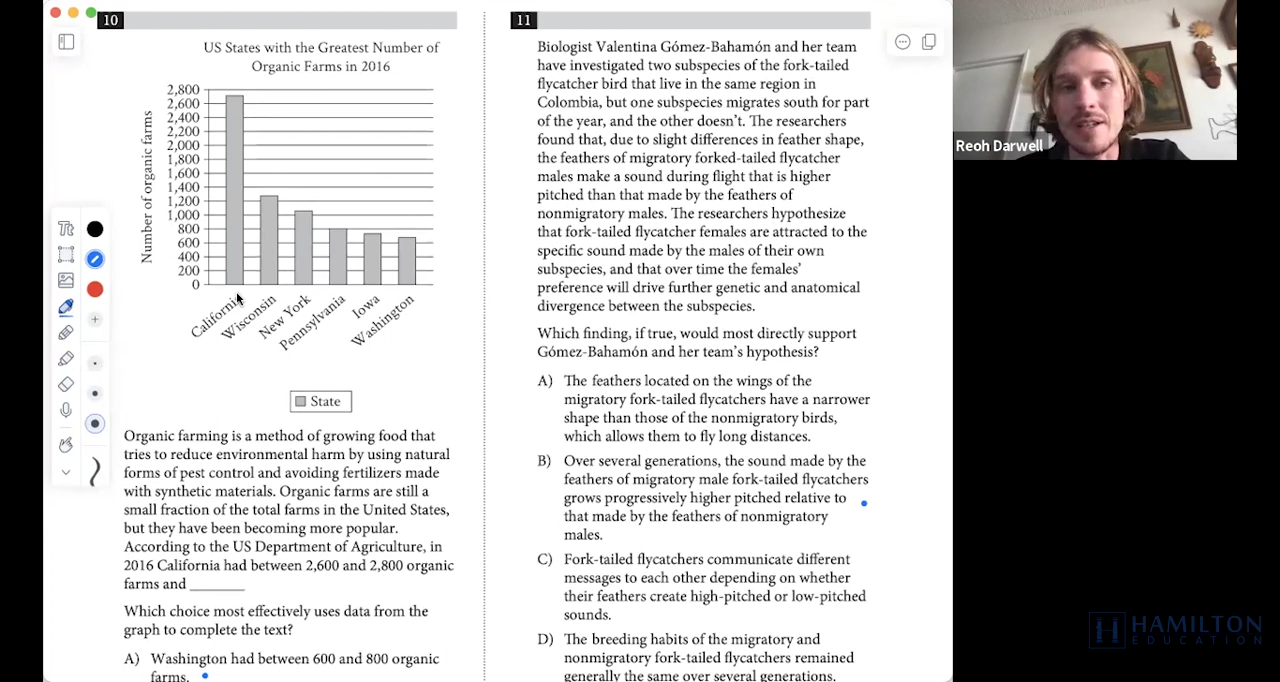 10
US States with the Greatest Number of
Organic Farms in 2016
Number of organic farms
2,800
2,600
2,400
2,200
2,000
1,800
1,600
1,400
1,200
1,000
800
600
400
200
0
California
Wisconsin
New York
Pennsylvania
Iowa
Washington
State
Organic farming is a method of growing food that
tries to reduce environmental harm by using natural
forms of pest control and avoiding fertilizers made
with synthetic materials. Organic farms are still a
small fraction of the total farms in the United States,
but they have been becoming more popular.
According to the US Department of Agriculture, in
2016 California had between 2,600 and 2,800 organic
farms and ________
Which choice most effectively uses data from the
graph to complete the text?
A) Washington had between 600 and 800 organic
farms.
11
Biologist Valentina Gómez-Bahamón and her team
have investigated two subspecies of the fork-tailed
flycatcher bird that live in the same region in
Colombia, but one subspecies migrates south for part
of the year, and the other doesn't. The researchers
found that, due to slight differences in feather shape,
the feathers of migratory forked-tailed flycatcher
males make a sound during flight that is higher
pitched than that made by the feathers of
nonmigratory males. The researchers hypothesize
that fork-tailed flycatcher females are attracted to the
specific sound made by the males of their own
subspecies, and that over time the females'
preference will drive further genetic and anatomical
divergence between the subspecies.
Which finding, if true, would most directly support
Gómez-Bahamón and her team's hypothesis?
A) The feathers located on the wings of the
migratory fork-tailed flycatchers have a narrower
shape than those of the nonmigratory birds,
which allows them to fly long distances.
B) Over several generations, the sound made by the
feathers of migratory male fork-tailed flycatchers
grows progressively higher pitched relative to
that made by the feathers of nonmigratory
males.
C) Fork-tailed flycatchers communicate different
messages to each other depending on whether
their feathers create high-pitched or low-pitched
sounds.
D) The breeding habits of the migratory and
nonmigratory fork-tailed flycatchers remained
generally the same over several generations.
Tt
Reoh Darwell
HAMILTON
EDUCATION